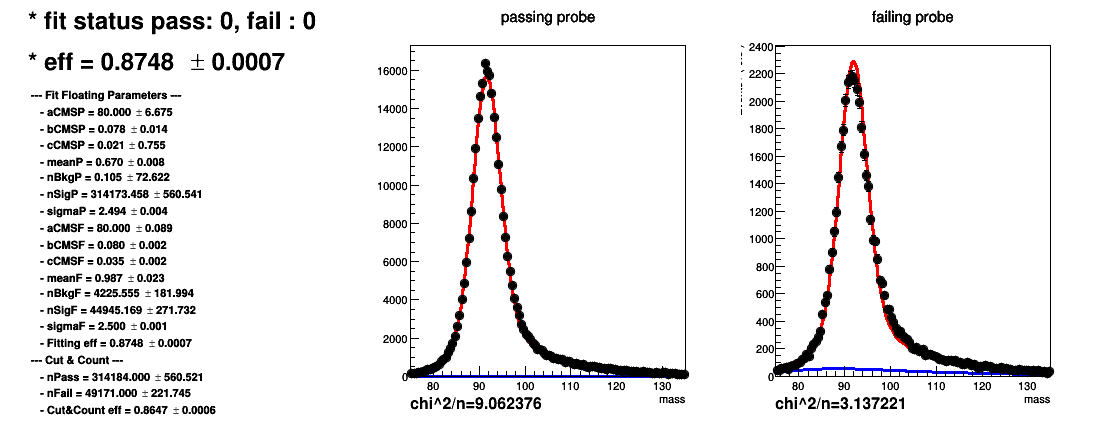 * fit status pass: 0, fail : 0
* eff = 0.8748 ± 0.0007
--- Fit Floating Parameters ---
- aCMSP = 80.000 ± 6.675
- bCMSP = 0.078 ± 0.014
- cCMSP = 0.021 ± 0.755
- meanP = 0.670 ± 0.008
- nBkgP = 0.105 ± 72.622
- nSigP = 314173.458 ± 560.541
- sigmaP = 2.494 ± 0.004
- aCMSF = 80.000 ± 0.089
- bCMSF = 0.080 ± 0.002
- cCMSF = 0.035 ± 0.002
- meanF = 0.987 ± 0.023
- nBkgF = 4225.555 ± 181.994
- nSigF = 44945.169 ± 271.732
- sigmaF = 2.500 ± 0.001
- Fitting eff = 0.8748 ± 0.0007
--- Cut & Count ---
- nPass = 314184.000 ± 560.521
- nFail = 49171.000 ± 221.745
- Cut&Count eff = 0.8647 ± 0.0006
passing probe
16000
14000
12000
10000
8000
6000
4000
2000
0
80 90 100 110 120 130
mass
chi^2/n=9.062376
failing probe
2400
2200
2000
1800
1600
1400
1200
1000
800
600
400
200
0
80 90 100 110 120 130
mass
chi^2/n=3.137221